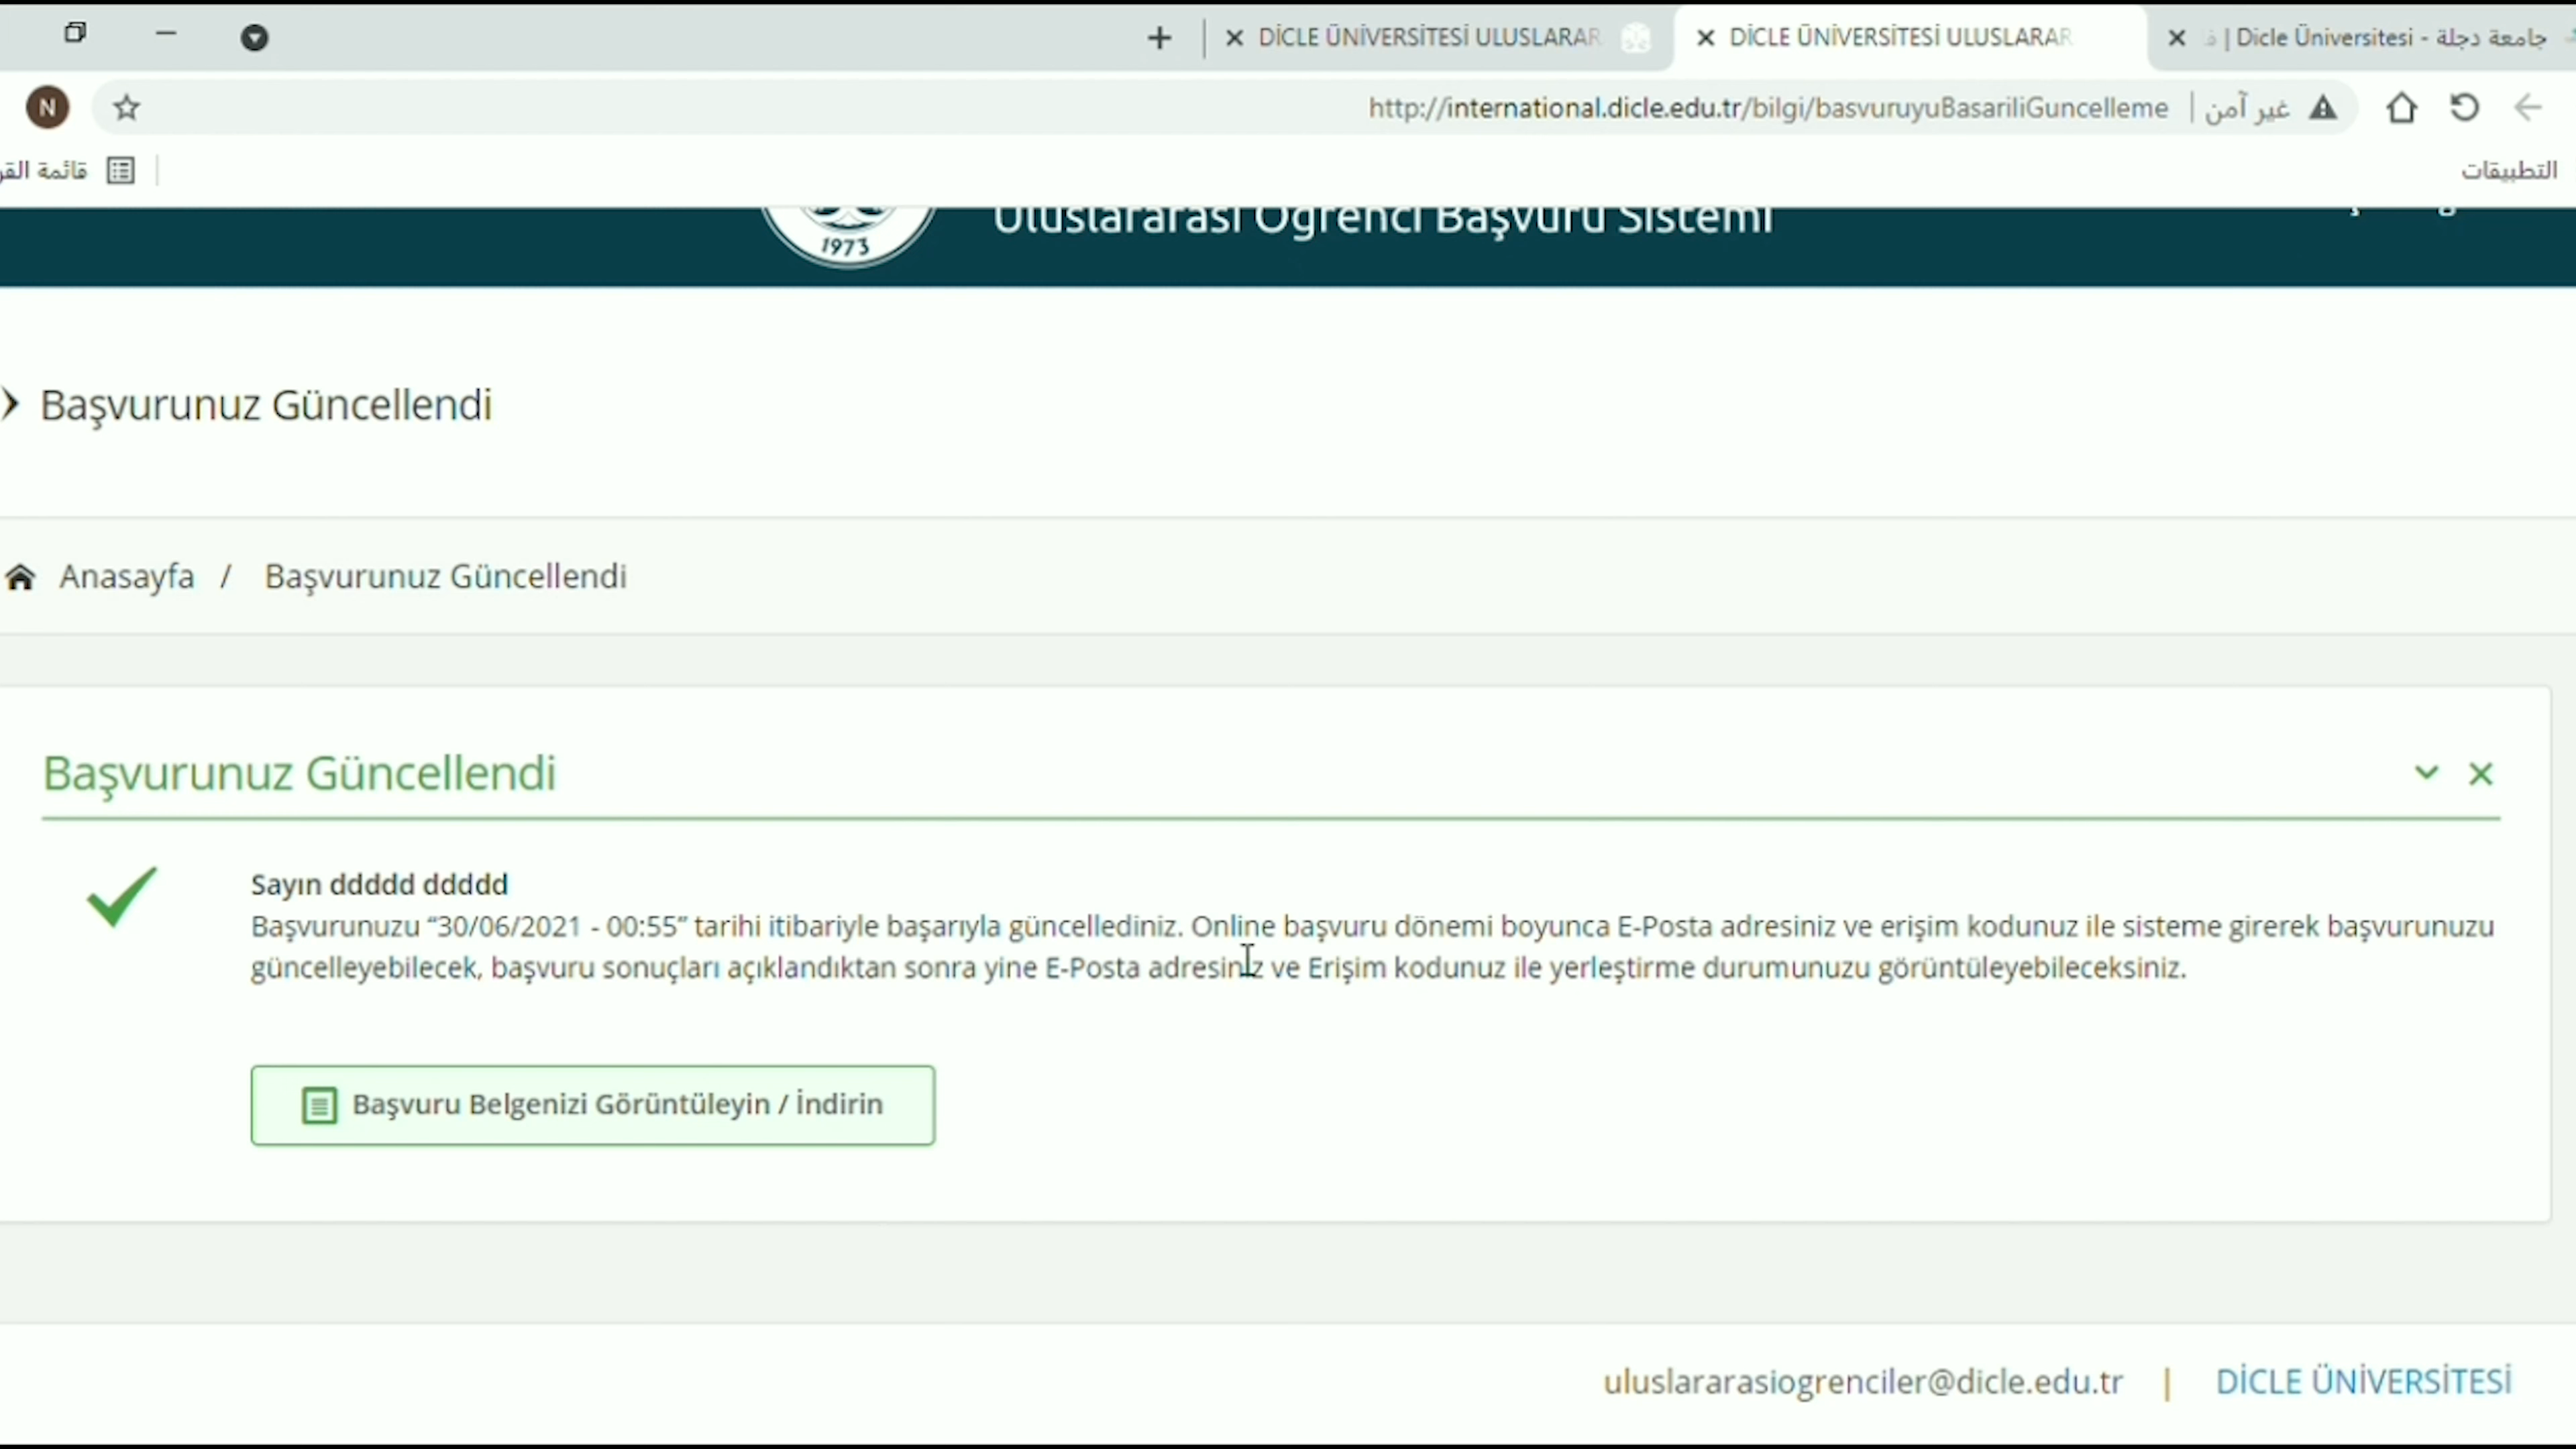 DİCLE ÜNİVERSİTESİ ULUSLARAR
DİCLE ÜNİVERSİTESİ ULUSLARAR
جامعة دجلة - Dicle Üniversitesi |
N
http://international.dicle.edu.tr/bilgi/basvuruyuBasariliGuncelleme
غير آمن
قائمة
التطبيقات
1973
Uluslararası Öğrenci Başvuru Sistemi
Başvurunuz Güncellendi
Anasayfa / Başvurunuz Güncellendi
Başvurunuz Güncellendi
Sayın ddddd ddddd
Başvurunuzu “30/06/2021 - 00:55” tarihi itibariyle başarıyla güncellediniz. Online başvuru dönemi boyunca E-Posta adresiniz ve erişim kodunuz ile sisteme girerek başvurunuzu
güncelleyebilecek, başvuru sonuçları açıklandıktan sonra yine E-Posta adresiniz ve Erişim kodunuz ile yerleştirme durumunuzu görüntüleyebileceksiniz.
Başvuru Belgenizi Görüntüleyin / İndirin
uluslararasiogrenciler@dicle.edu.tr | DİCLE ÜNİVERSİTESİ